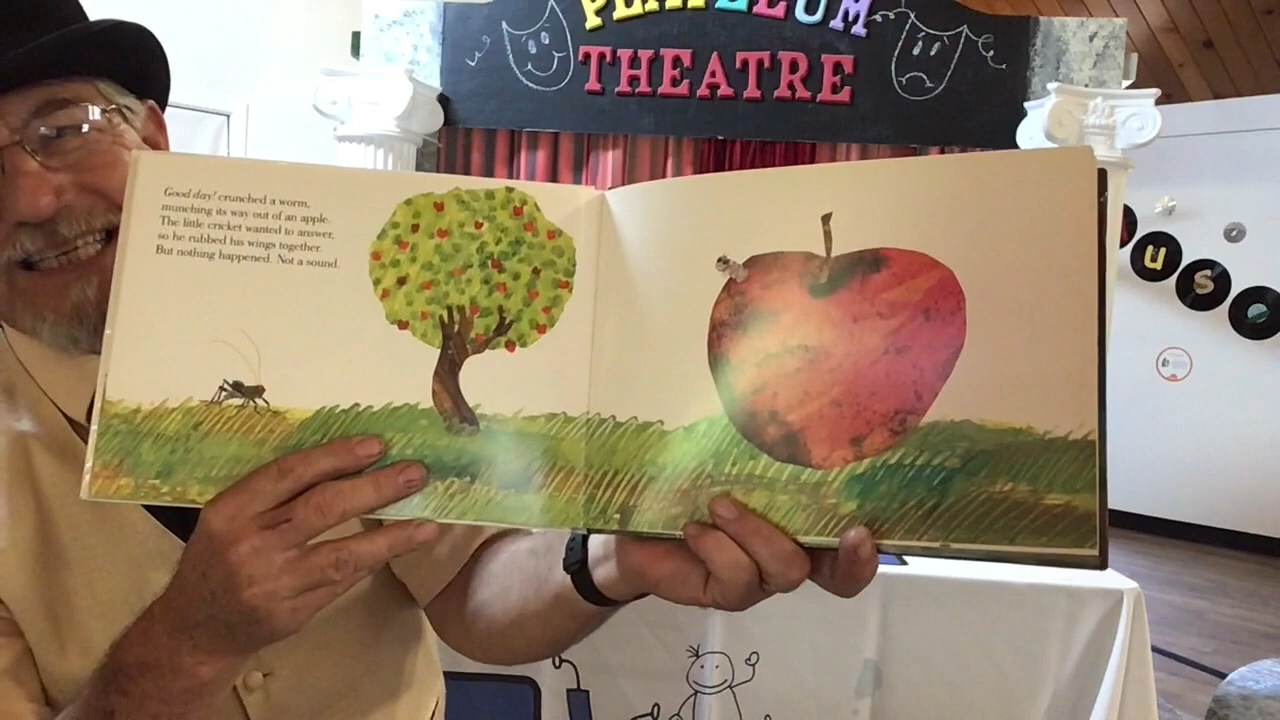 PLAYZEUM
THEATRE
Good day! crunched a worm,
munching its way out of an apple.
The little cricket wanted to answer,
so he rubbed his wings together.
But nothing happened. Not a sound.
U S